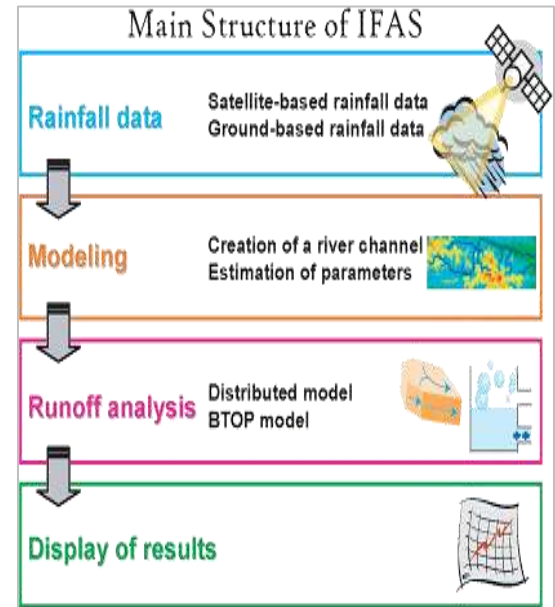 Main Structure of IFAS
Rainfall data
Satellite-based rainfall data
Ground-based rainfall data
Modeling
Creation of a river channel
Estimation of parameters
Runoff analysis
Distributed model
BTOP model
Display of results